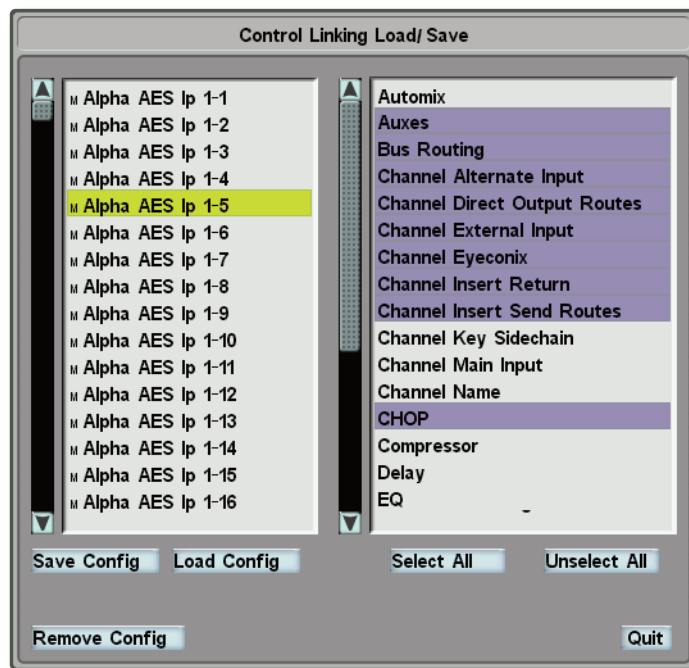 Control Linking Load/ Save
M Alpha AES Ip 1-1
M Alpha AES Ip 1-2
M Alpha AES Ip 1-3
M Alpha AES Ip 1-4
M Alpha AES Ip 1-5
M Alpha AES Ip 1-6
M Alpha AES Ip 1-7
M Alpha AES Ip 1-8
M Alpha AES Ip 1-9
M Alpha AES Ip 1-10
M Alpha AES Ip 1-11
M Alpha AES Ip 1-12
M Alpha AES Ip 1-13
M Alpha AES Ip 1-14
M Alpha AES Ip 1-15
M Alpha AES Ip 1-16
Automix
Auxes
Bus Routing
Channel Alternate Input
Channel Direct Output Routes
Channel External Input
Channel Eyeconix
Channel Insert Return
Channel Insert Send Routes
Channel Key Sidechain
Channel Main Input
Channel Name
CHOP
Compressor
Delay
EQ
Save Config Load Config Select All Unselect All
Remove Config Quit